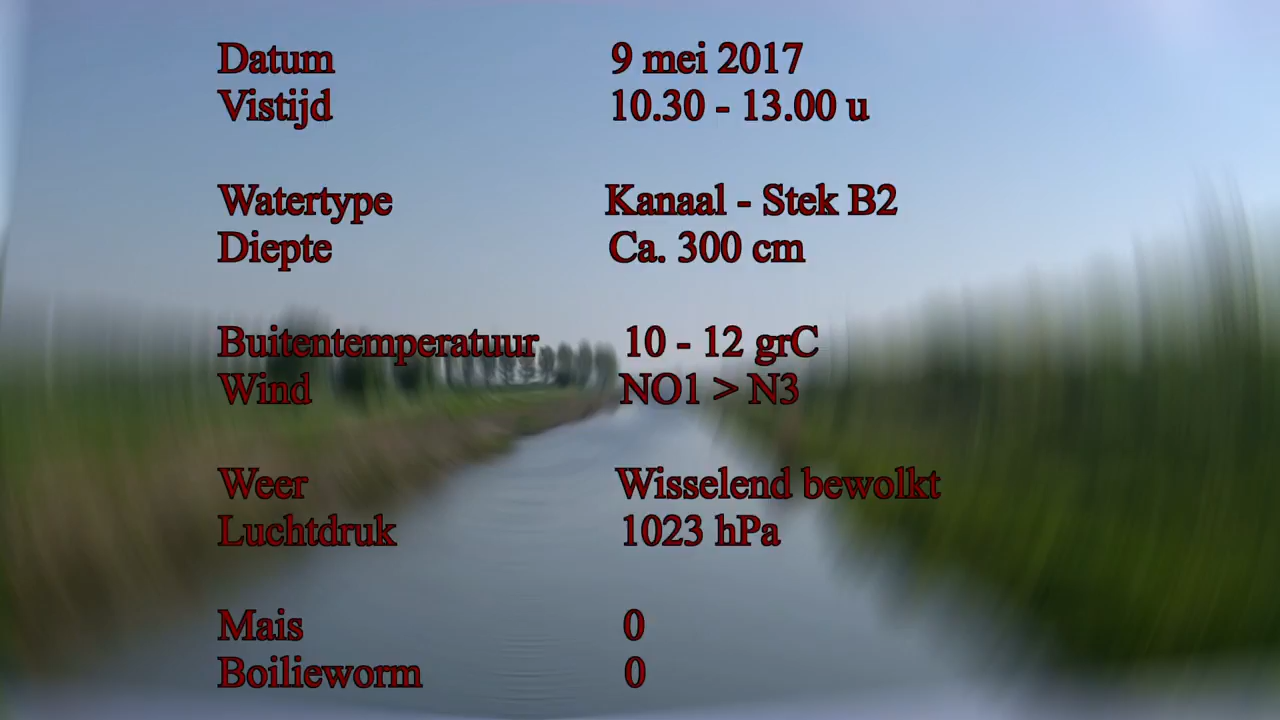 Datum 9 mei 2017
Vistijd 10.30 - 13.00 u
Watertype Kanaal - Stek B2
Diepte Ca. 300 cm
Buitentemperatuur 10 - 12 grC
Wind NO1 > N3
Weer Wisselend bewolkt
Luchtdruk 1023 hPa
Mais 0
Boilieworm 0